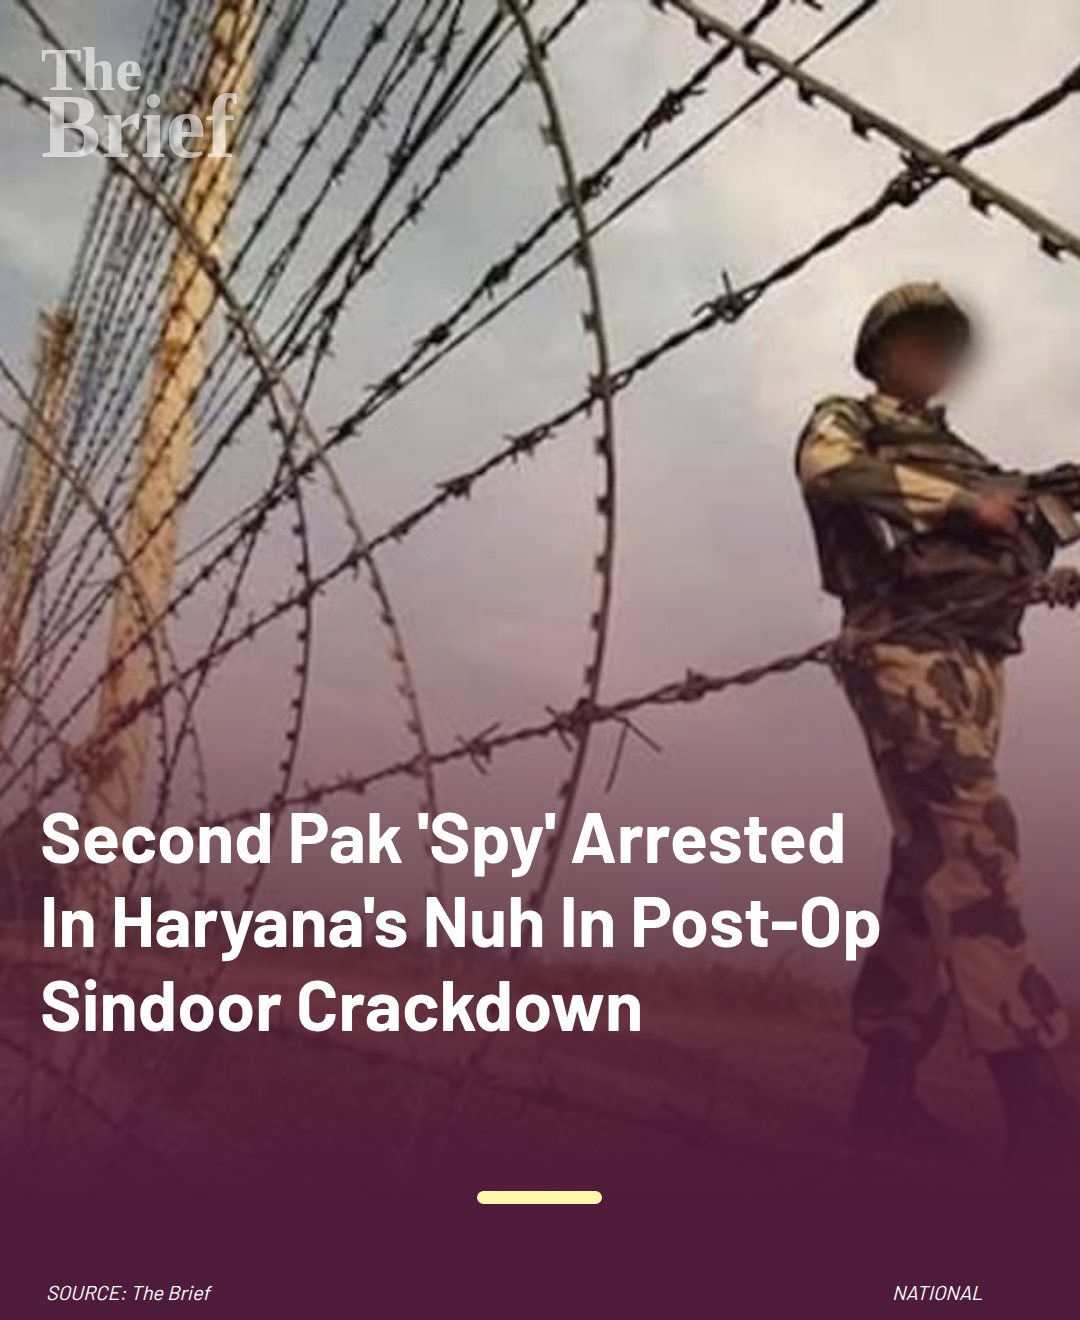 The
Brief
Second Pak 'Spy' Arrested
In Haryana's Nuh In Post-Op
Sindoor Crackdown
SOURCE: The Brief
NATIONAL